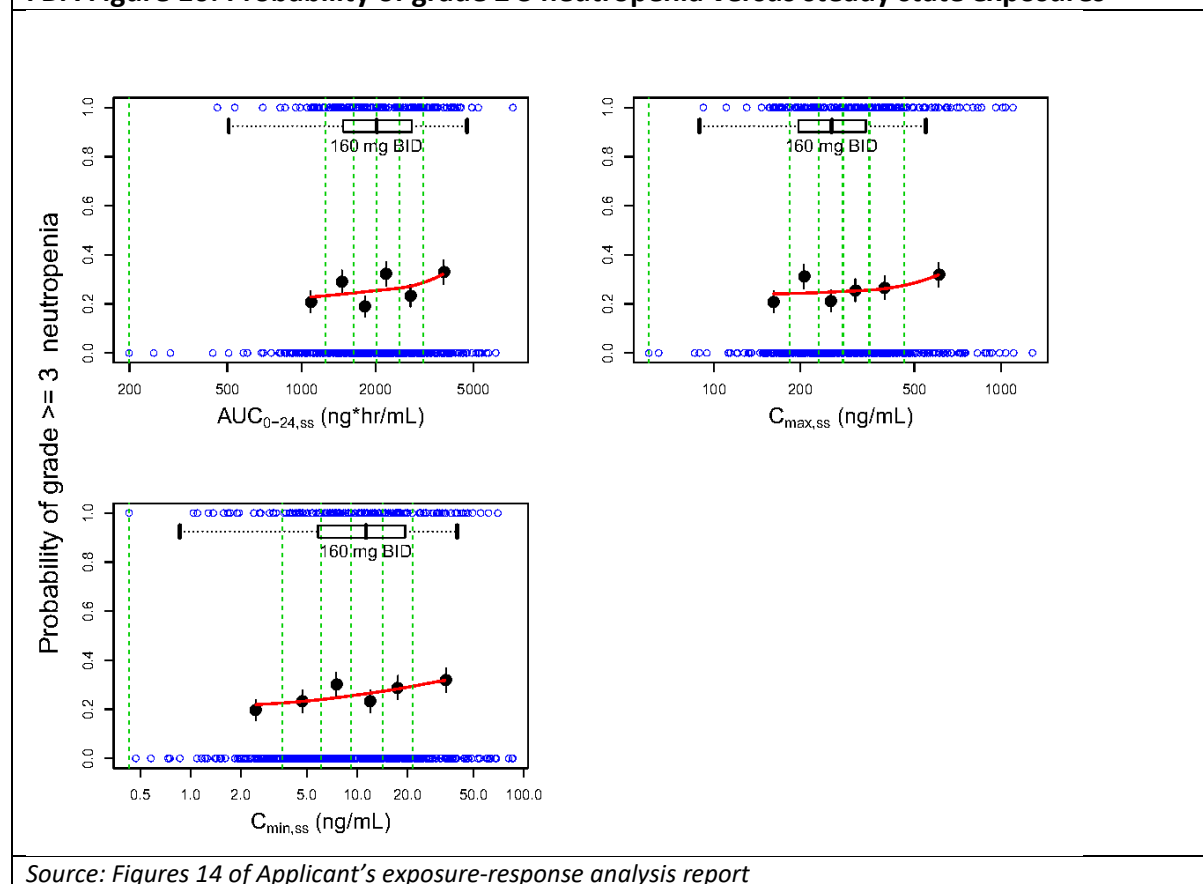 Probability of grade neutropenia versus steady state exposures
0.0 0.2 0.4 0.6 0.8 1.0
160 mg BID
200 500 1000 2000 5000
AUC0−24,ss (ng*hr/mL)
0.0 0.2 0.4 0.6 0.8 1.0
160 mg BID
100 200 500 1000
Cmax,ss (ng/mL)
Probability of grade >= 3 neutropenia
0.0 0.2 0.4 0.6 0.8 1.0
160 mg BID
0.5 1.0 2.0 5.0 10.0 20.0 50.0 100.0
Cmin,ss (ng/mL)
Source: Figures 14 of Applicant's exposure-response analysis report